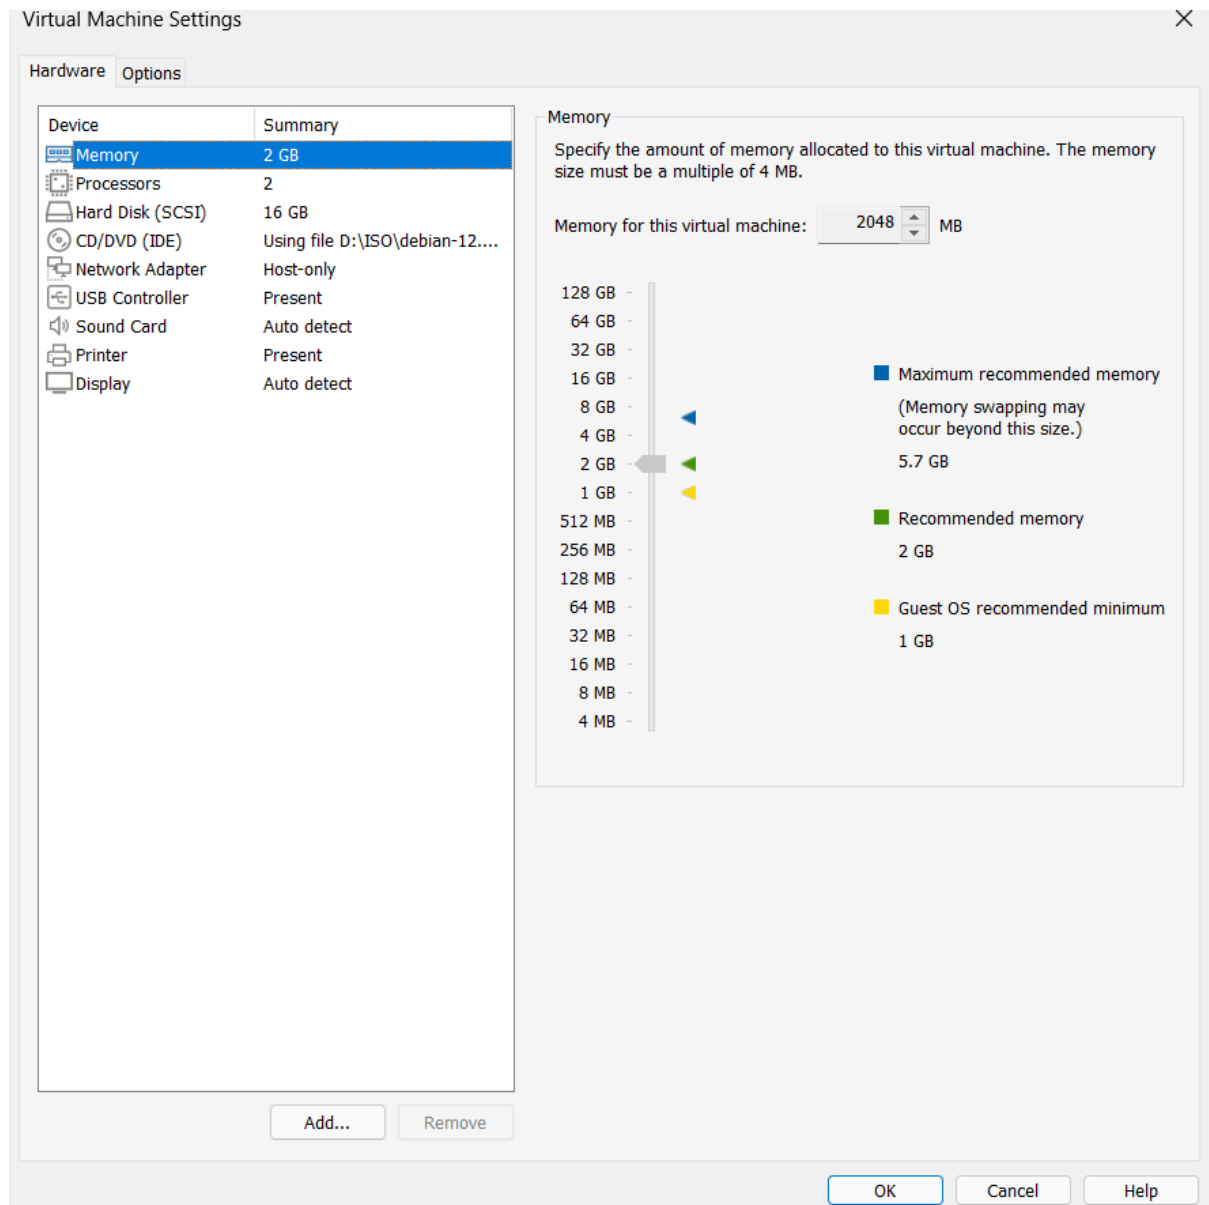 Virtual Machine Settings
Hardware Options
Device Summary
Memory 2 GB
Processors 2
Hard Disk (SCSI) 16 GB
CD/DVD (IDE) Using file D:\ISO\debian-12....
Network Adapter Host-only
USB Controller Present
Sound Card Auto detect
Printer Present
Display Auto detect
Add... Remove
Memory
Specify the amount of memory allocated to this virtual machine. The memory
size must be a multiple of 4 MB.
Memory for this virtual machine: 2048 MB
128 GB
64 GB
32 GB
16 GB
8 GB
4 GB
2 GB
1 GB
512 MB
256 MB
128 MB
64 MB
32 MB
16 MB
8 MB
4 MB
Maximum recommended memory
(Memory swapping may
occur beyond this size.)
5.7 GB
Recommended memory
2 GB
Guest OS recommended minimum
1 GB
OK Cancel Help